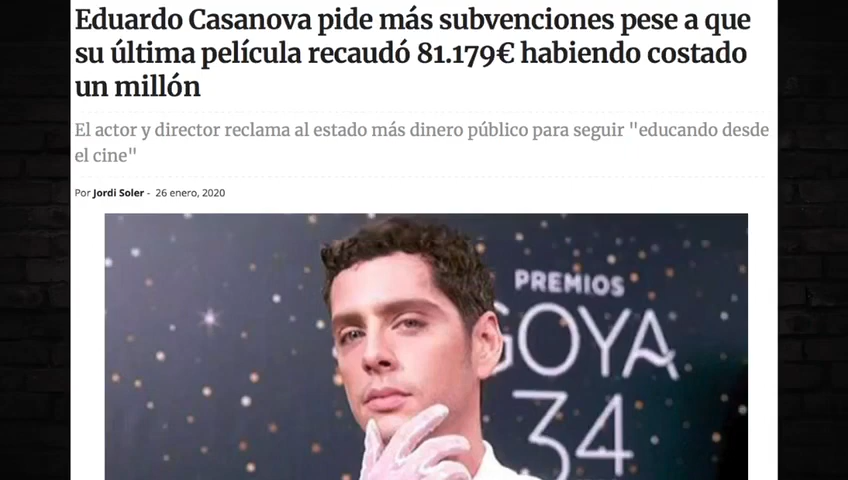 Eduardo Casanova pide más subvenciones pese a que
su última película recaudó 81.179€ habiendo costado
un millón
El actor y director reclama al estado más dinero público para seguir "educando desde
el cine"
Por Jordi Soler - 26 enero, 2020
PREMIOS
GOYA
34